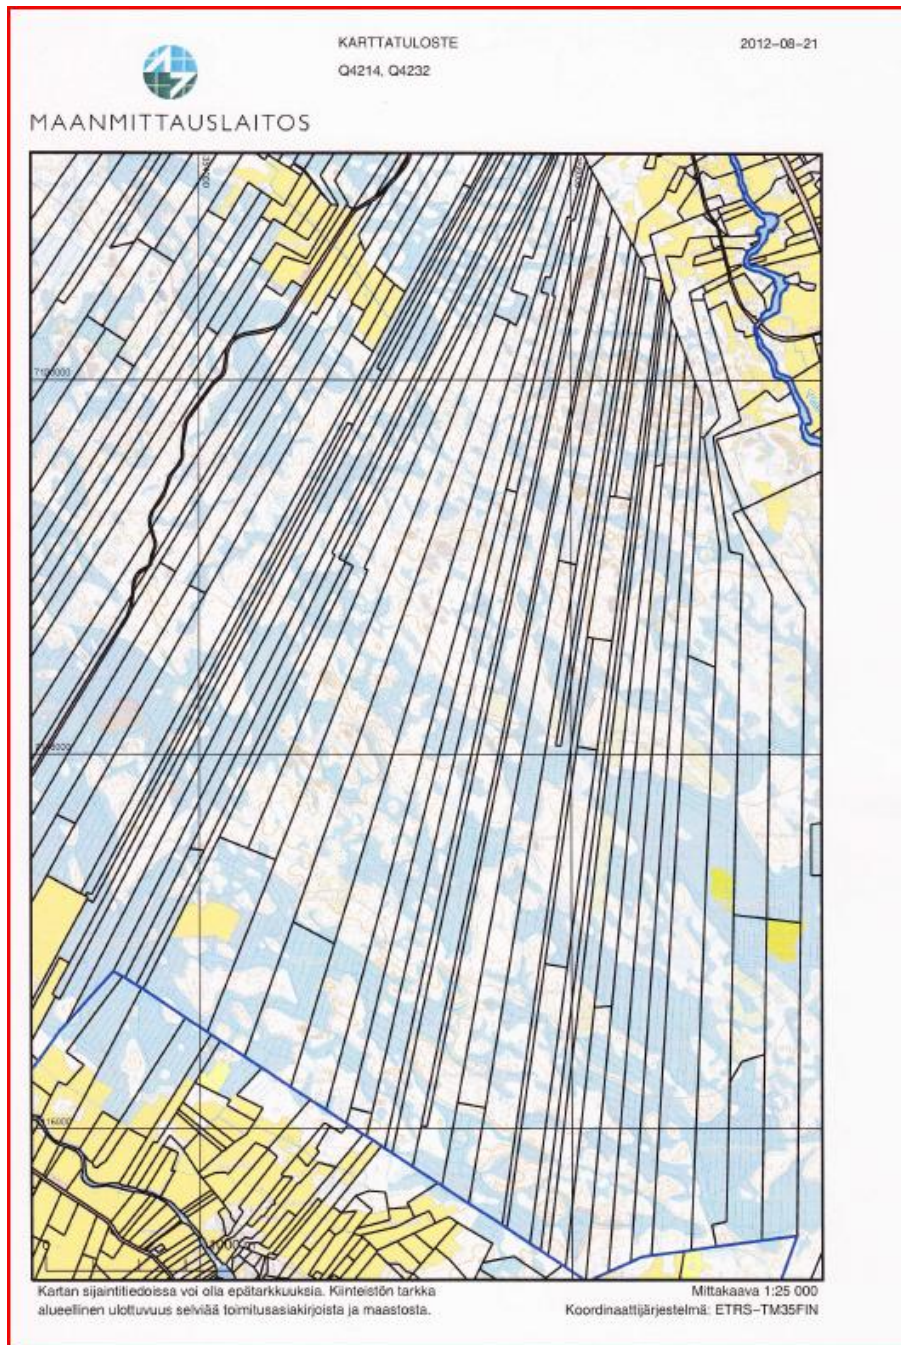 KARTTATULOSTE
2012-08-21
Q4214, Q4232
MAANMITTAUSLAITOS
Kartan sijaintitiedoissa voi olla epätarkkuuksia. Kiinteistön tarkka
alueellinen ulottuvuus selviää toimitusasiakirjoista ja maastosta.
Mittakaava 1:25 000
Koordinaattijärjestelmä: ETRS-TM35FIN